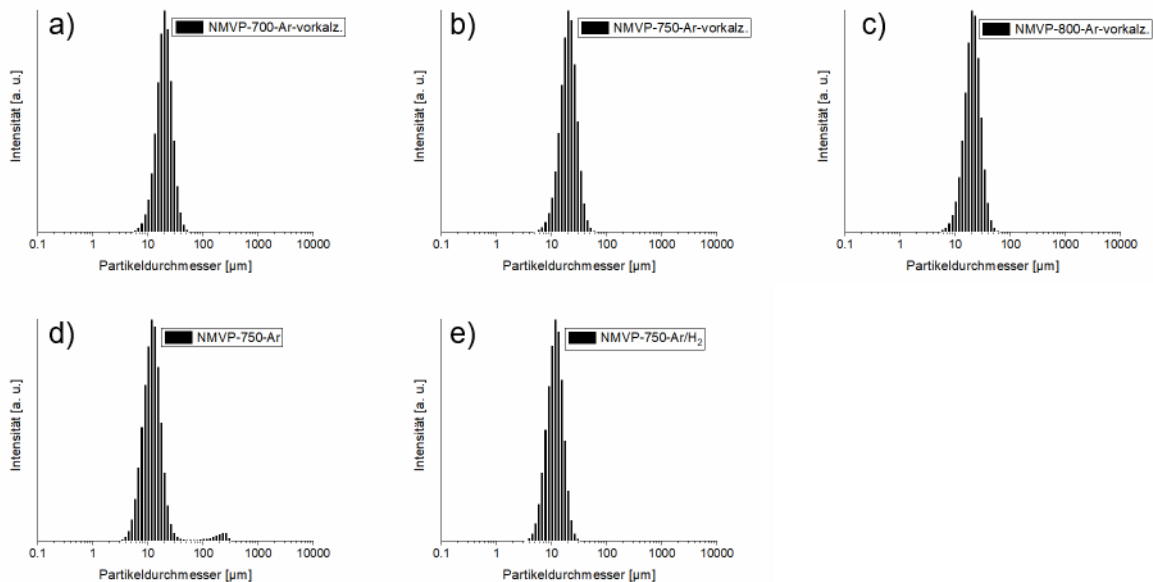 a)
NMVP-700-Ar-vorkalz.
Intensität [a. u.]
0.1 1 10 100 1000 10000
Partikeldurchmesser [µm]
b)
NMVP-750-Ar-vorkalz.
Intensität [a. u.]
0.1 1 10 100 1000 10000
Partikeldurchmesser [µm]
c)
NMVP-800-Ar-vorkalz.
Intensität [a. u.]
0.1 1 10 100 1000 10000
Partikeldurchmesser [µm]
d)
NMVP-750-Ar
Intensität [a. u.]
0.1 1 10 100 1000 10000
Partikeldurchmesser [µm]
e)
NMVP-750-Ar/H₂
Intensität [a. u.]
0.1 1 10 100 1000 10000
Partikeldurchmesser [µm]